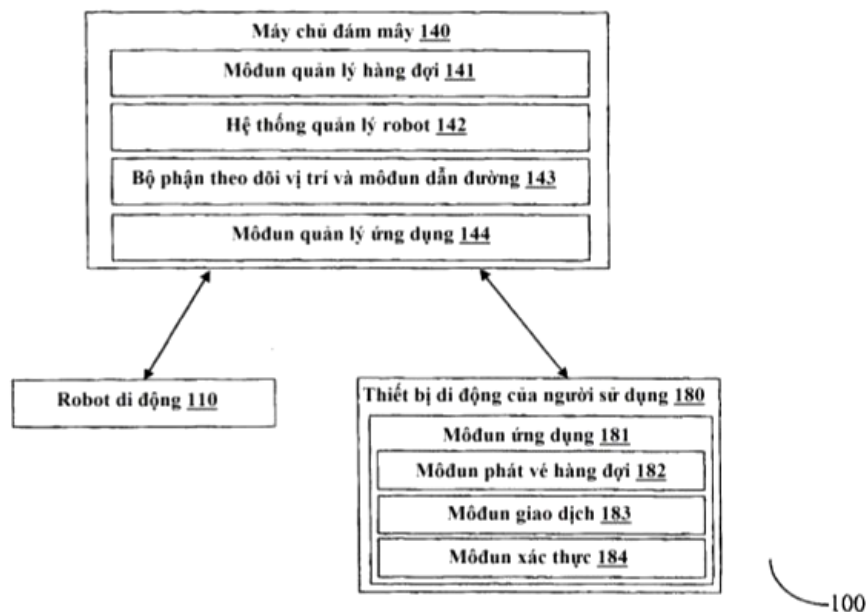 Máy chủ đám mây 140
Môđun quản lý hàng đợi 141
Hệ thống quản lý robot 142
Bộ phận theo dõi vị trí và môđun dẫn đường 143
Môđun quản lý ứng dụng 144
Robot di động 110
Thiết bị di động của người sử dụng 180
Môđun ứng dụng 181
Môđun phát vé hàng đợi 182
Môđun giao dịch 183
Môđun xác thực 184
100